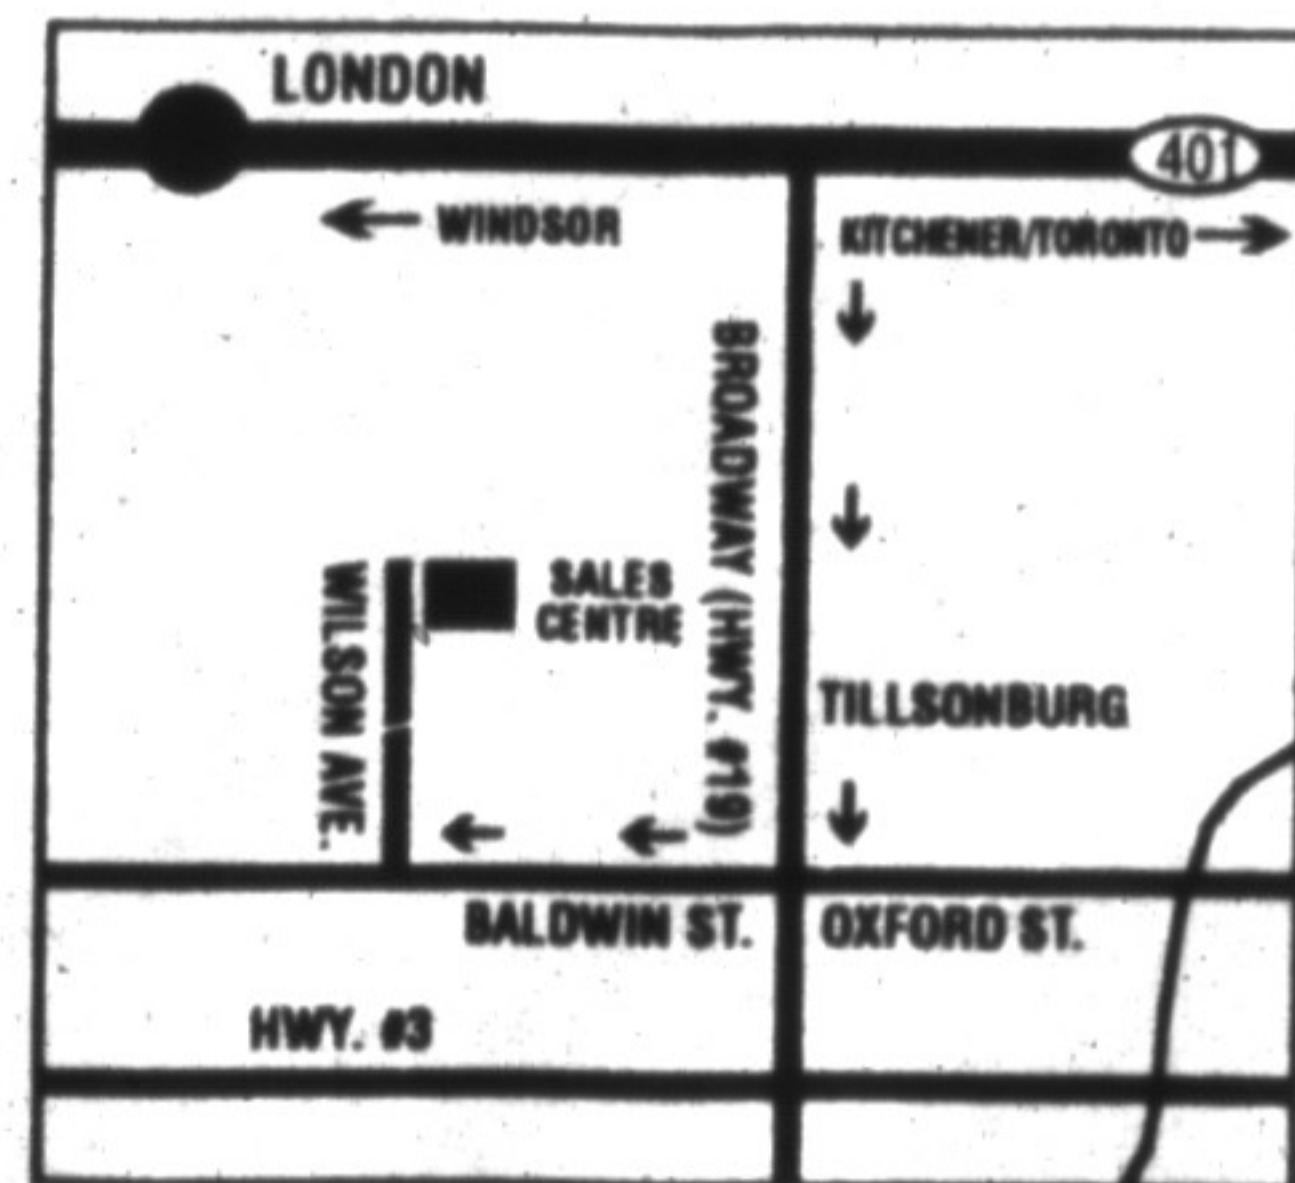 LONDON
401
WINDSOR
KITCHENER/TORONTO
BROADWAY (HWY. #19)
WILSON AVE.
SALES
CENTRE
TILLSONBURG
BALDWIN ST.
OXFORD ST.
HWY. #3